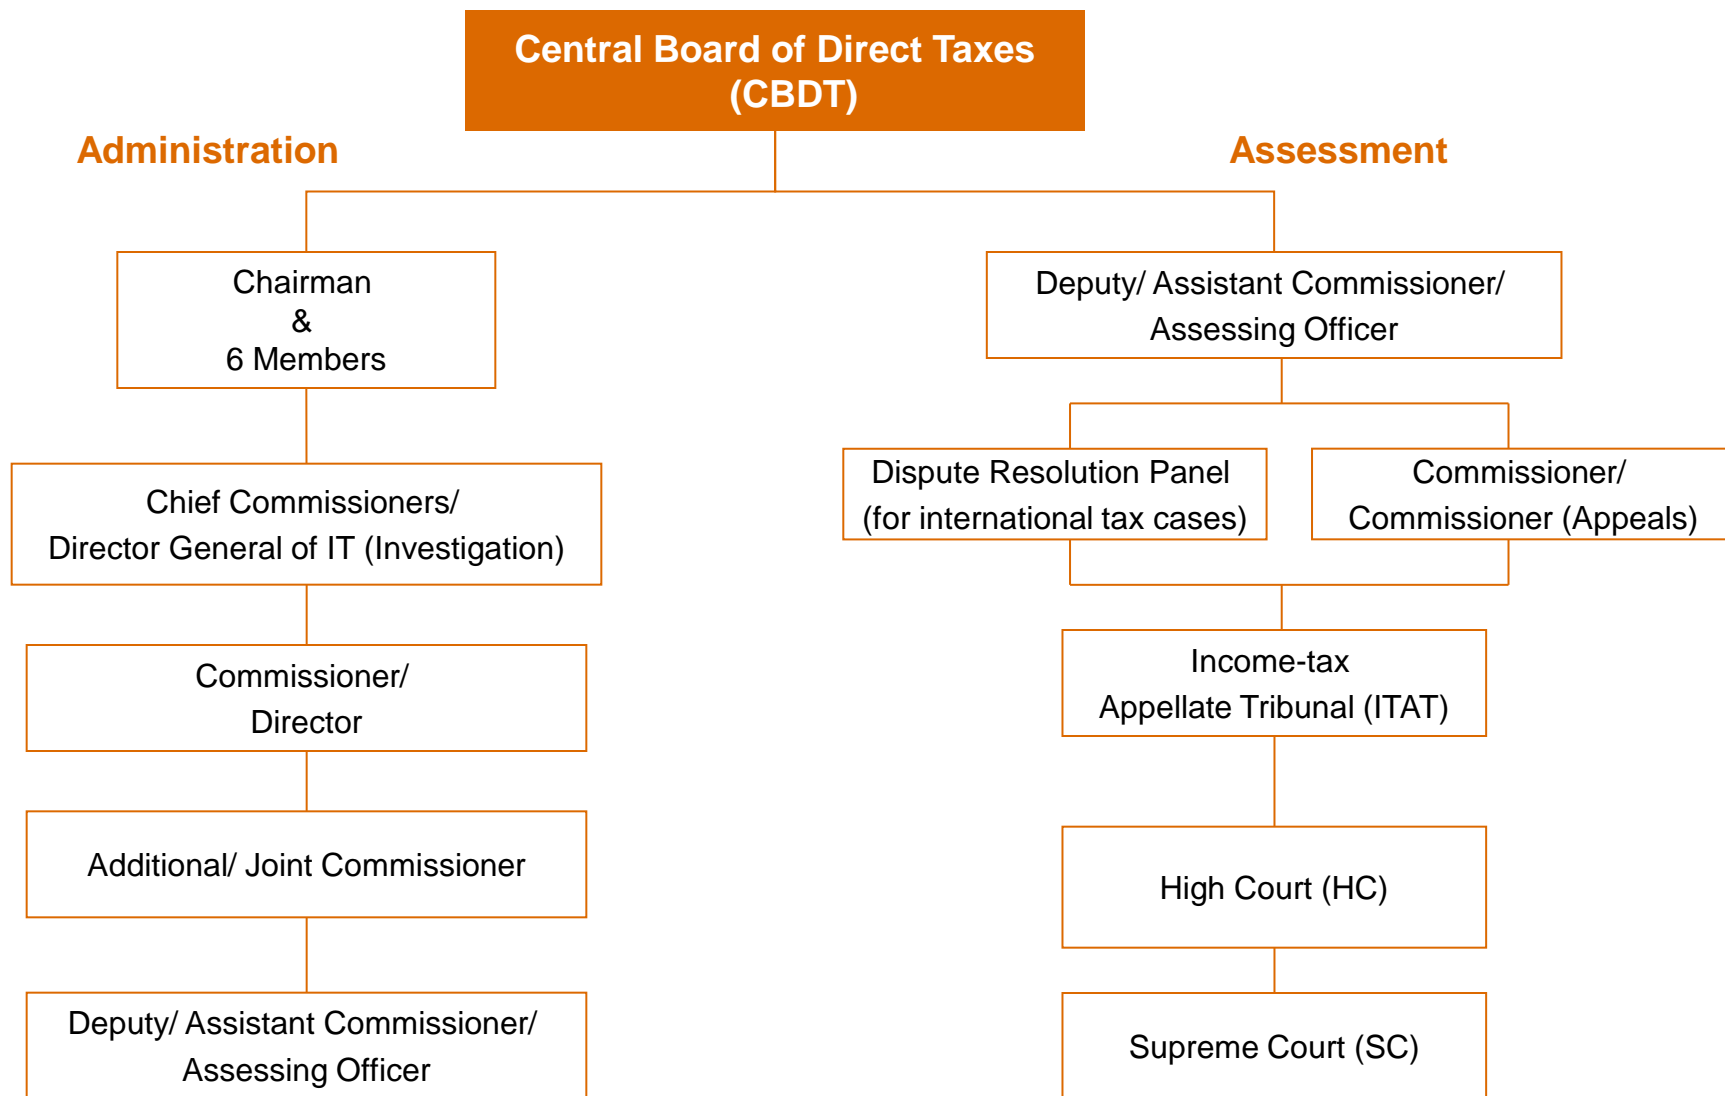 Central Board of Direct Taxes
(CBDT)
Administration
Assessment
Chairman
&
6 Members
Chief Commissioners/
Director General of IT (Investigation)
Commissioner/
Director
Additional/ Joint Commissioner
Deputy/ Assistant Commissioner/
Assessing Officer
Deputy/ Assistant Commissioner/
Assessing Officer
Dispute Resolution Panel
(for international tax cases)
Commissioner/
Commissioner (Appeals)
Income-tax
Appellate Tribunal (ITAT)
High Court (HC)
Supreme Court (SC)